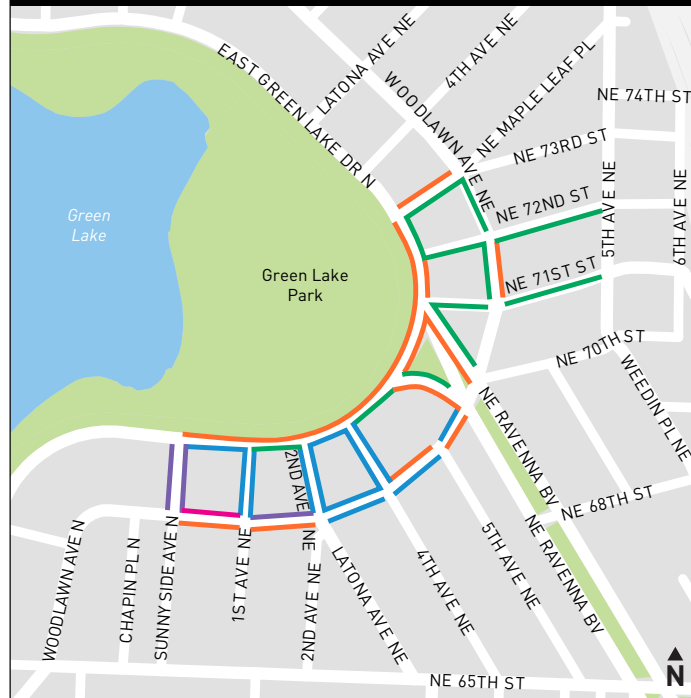 EAST GREEN LAKE DR N
LATONA AVE NE
WOODLAWN AVE NE
4TH AVE NE
NE MAPLE LEAF PL
NE 74TH ST
NE 73RD ST
NE 72ND ST
5TH AVE NE
6TH AVE NE
NE 71ST ST
Green
Lake
Green Lake
Park
NE 70TH ST
WEEDIN PL NE
NE RAVENNA BV
NE 68TH ST
NE RAVENNA BV
2ND AVE NE
WOODLAWN AVE N
CHAPIN PL N
SUNNY SIDE AVE N
1ST AVE NE
2ND AVE NE
LATONA AVE NE
4TH AVE NE
5TH AVE NE
NE 65TH ST
N